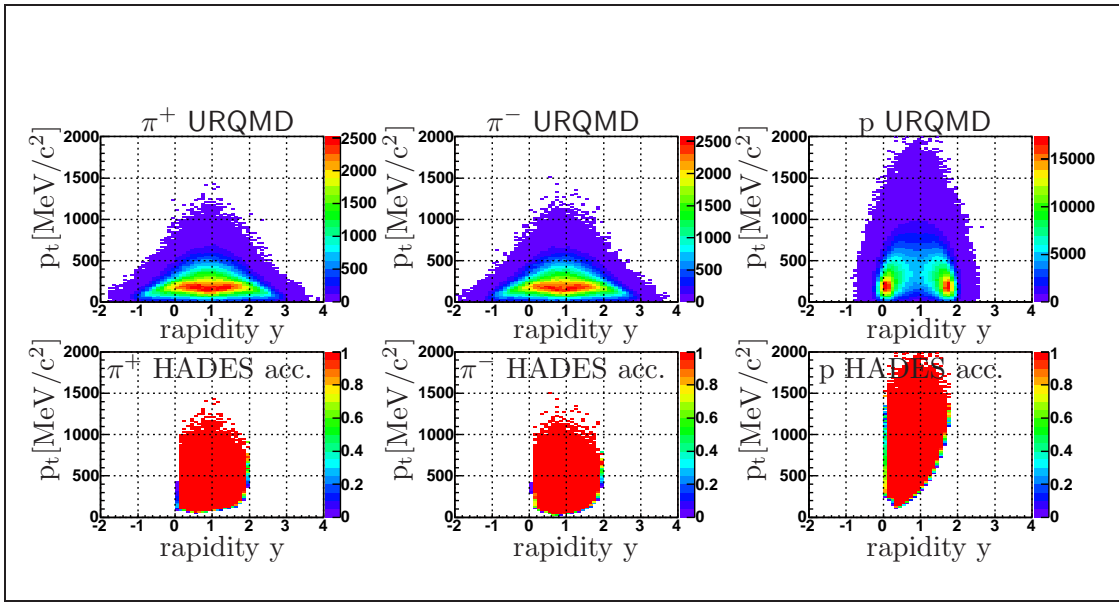 π⁺ URQMD
π⁻ URQMD
p URQMD
pₜ[MeV/c²]
2000
1500
1000
500
0
-2 -1 0 1 2 3 4
rapidity y
2500
2000
1500
1000
500
0
pₜ[MeV/c²]
2000
1500
1000
500
0
-2 -1 0 1 2 3 4
rapidity y
2500
2000
1500
1000
500
0
pₜ[MeV/c²]
2000
1500
1000
500
0
-2 -1 0 1 2 3 4
rapidity y
15000
10000
5000
0
π⁺ HADES acc.
π⁻ HADES acc.
p HADES acc.
pₜ[MeV/c²]
2000
1500
1000
500
0
-2 -1 0 1 2 3 4
rapidity y
1
0.8
0.6
0.4
0.2
0
pₜ[MeV/c²]
2000
1500
1000
500
0
-2 -1 0 1 2 3 4
rapidity y
1
0.8
0.6
0.4
0.2
0
pₜ[MeV/c²]
2000
1500
1000
500
0
-2 -1 0 1 2 3 4
rapidity y
1
0.8
0.6
0.4
0.2
0